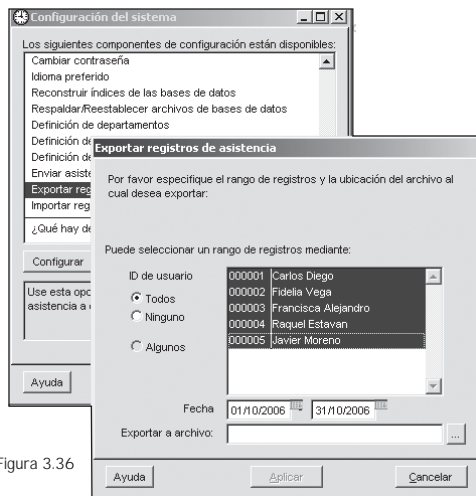 Configuración del sistema
Los siguientes componentes de configuración están disponibles:
Cambiar contraseña
Idioma preferido
Reconstruir índices de las bases de datos
Respaldar/Reestablecer archivos de bases de datos
Definición de departamentos
Definición de
Definición de
Enviar asiste
Exportar reg
Importar reg
¿Qué hay de
Configurar
Use esta opc
asistencia a
Ayuda
Exportar registros de asistencia
Por favor especifique el rango de registros y la ubicación del archivo al
cual desea exportar:
Puede seleccionar un rango de registros mediante:
ID de usuario
Todos
Ninguno
Algunos
000001 Carlos Diego
000002 Fidelia Vega
000003 Francisca Alejandro
000004 Raquel Estavan
000005 Javier Moreno
Fecha 01/10/2006 31/10/2006
Exportar a archivo: ...
Ayuda Aplicar Cancelar
Figura 3.36